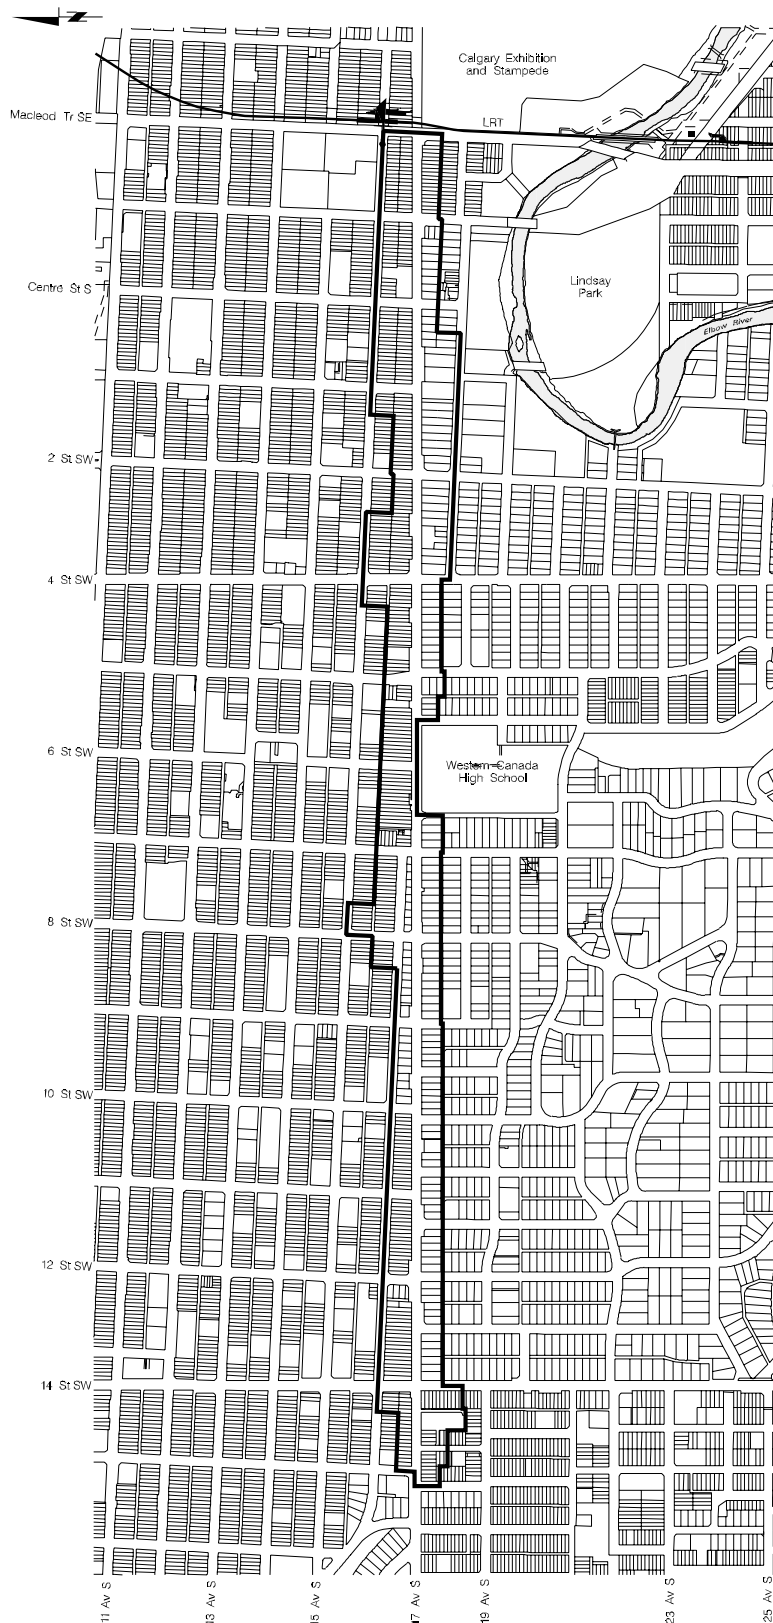 N
Calgary Exhibition
and Stampede
Macleod Tr SE
LRT
Centre St S
Lindsay
Park
Elbow River
2 St SW
4 St SW
6 St SW
Western Canada
High School
8 St SW
10 St SW
12 St SW
14 St SW
11 Av S
13 Av S
15 Av S
17 Av S
19 Av S
23 Av S
25 Av S